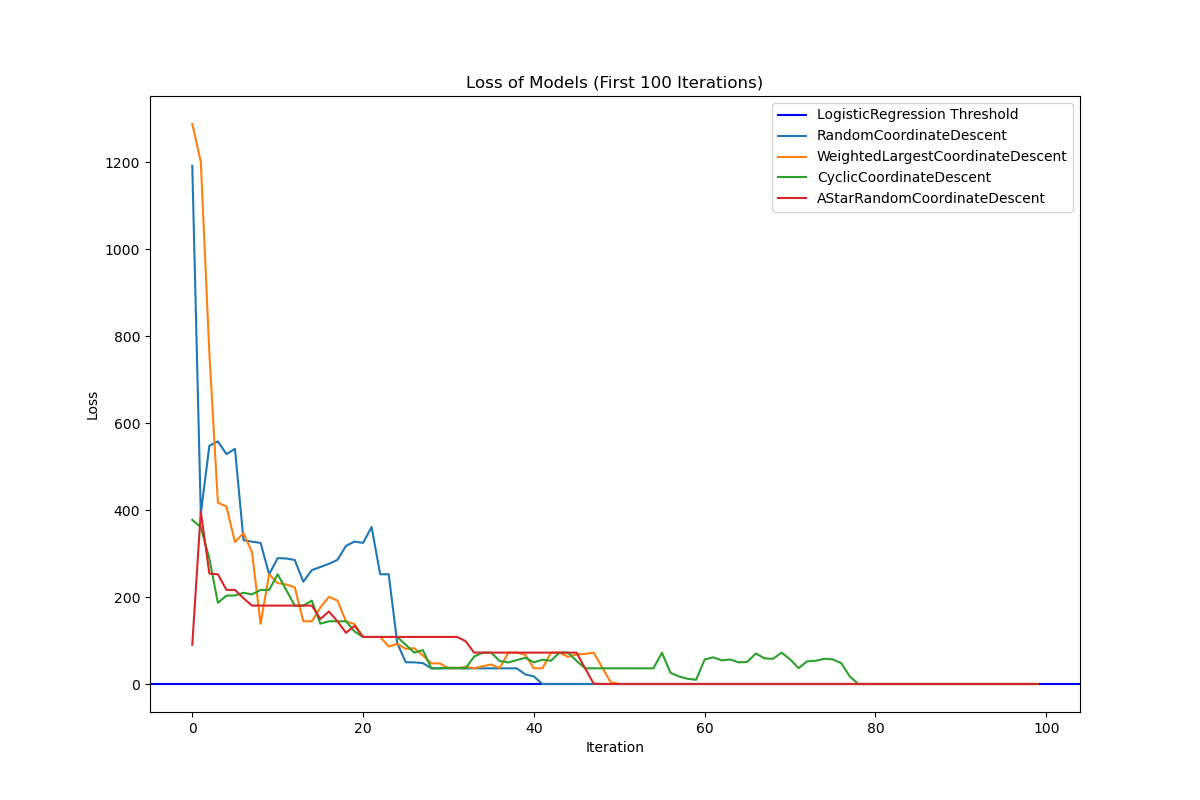 Loss of Models (First 100 Iterations)
LogisticRegression Threshold
RandomCoordinateDescent
WeightedLargestCoordinateDescent
CyclicCoordinateDescent
AStarRandomCoordinateDescent
1200
1000
800
600
400
200
0
Loss
0 20 40 60 80 100
Iteration